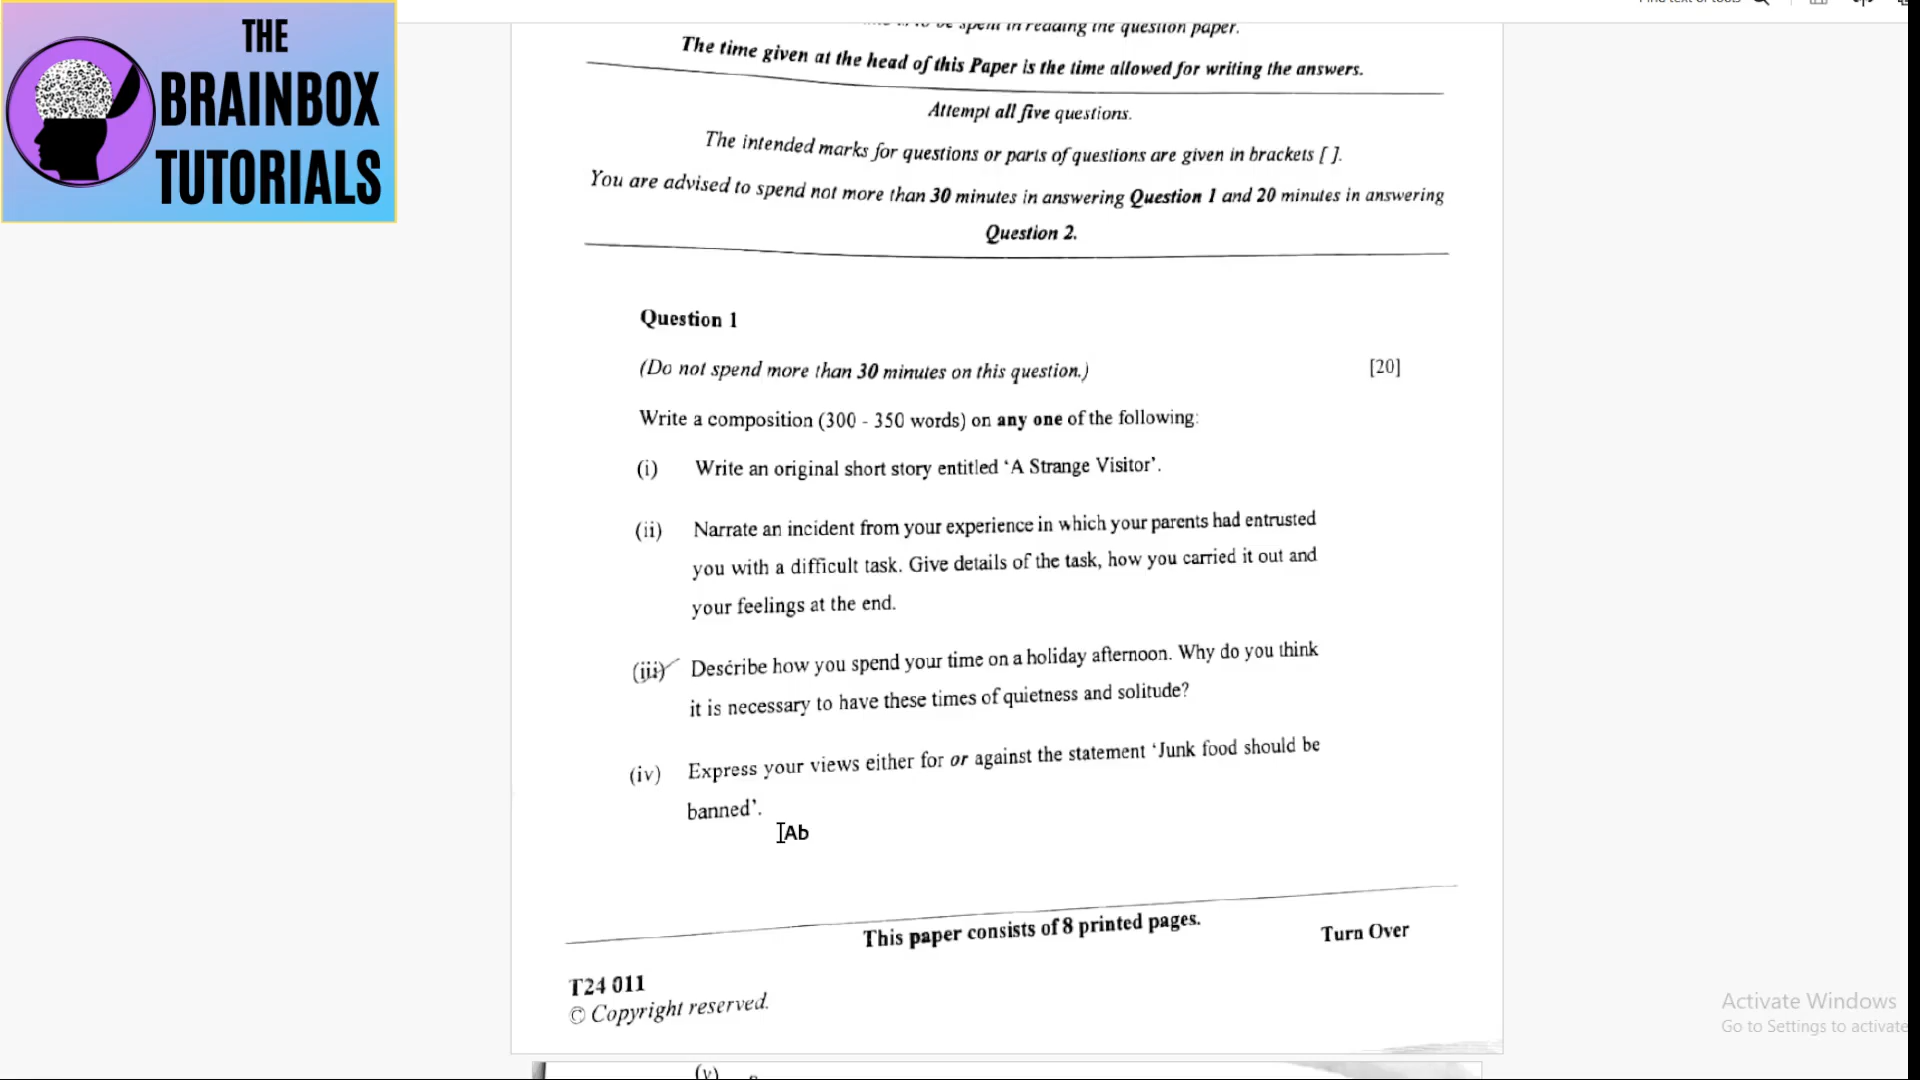 THE
BRAINBOX
TUTORIALS
to be spent in reading the question paper.
The time given at the head of this Paper is the time allowed for writing the answers.
Attempt all five questions.
The intended marks for questions or parts of questions are given in brackets [ ].
You are advised to spend not more than 30 minutes in answering Question 1 and 20 minutes in answering
Question 2.
Question 1
(Do not spend more than 30 minutes on this question.) [20]
Write a composition (300 - 350 words) on any one of the following:
(i) Write an original short story entitled ‘A Strange Visitor’.
(ii) Narrate an incident from your experience in which your parents had entrusted
you with a difficult task. Give details of the task, how you carried it out and
your feelings at the end.
(iii) Describe how you spend your time on a holiday afternoon. Why do you think
it is necessary to have these times of quietness and solitude?
(iv) Express your views either for or against the statement ‘Junk food should be
banned’.
Ab
This paper consists of 8 printed pages.
Turn Over
T24 011
© Copyright reserved.
Activate Windows
Go to Settings to activate
(v)